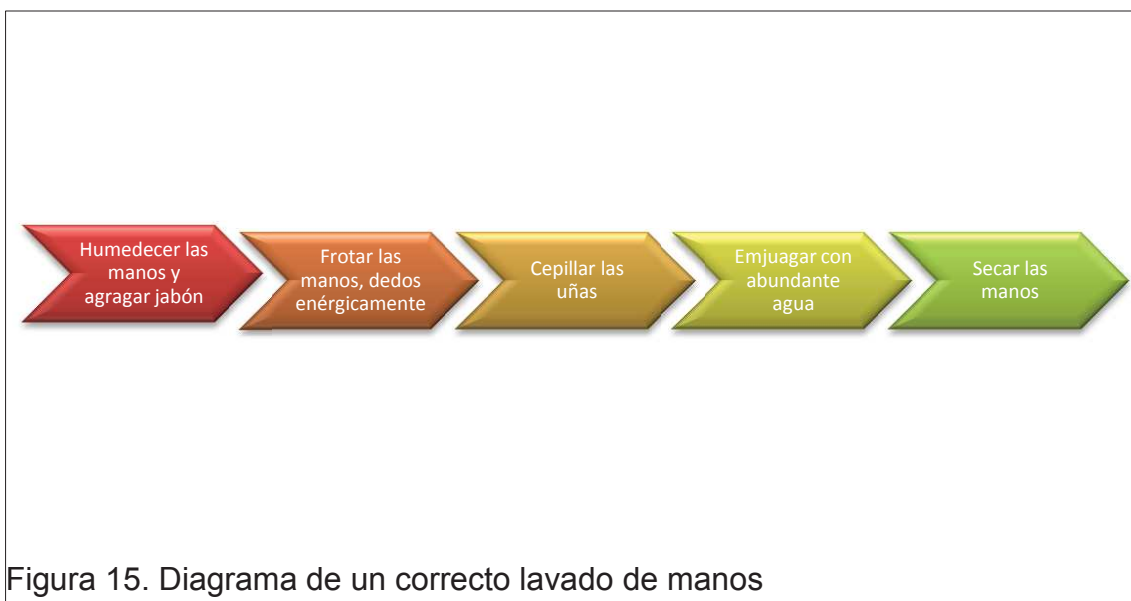 Humedecer las
manos y
agragar jabón
Frotar las
manos, dedos
enérgicamente
Cepillar las
uñas
Emjuagar con
abundante
agua
Secar las
manos
Figura 15. Diagrama de un correcto lavado de manos